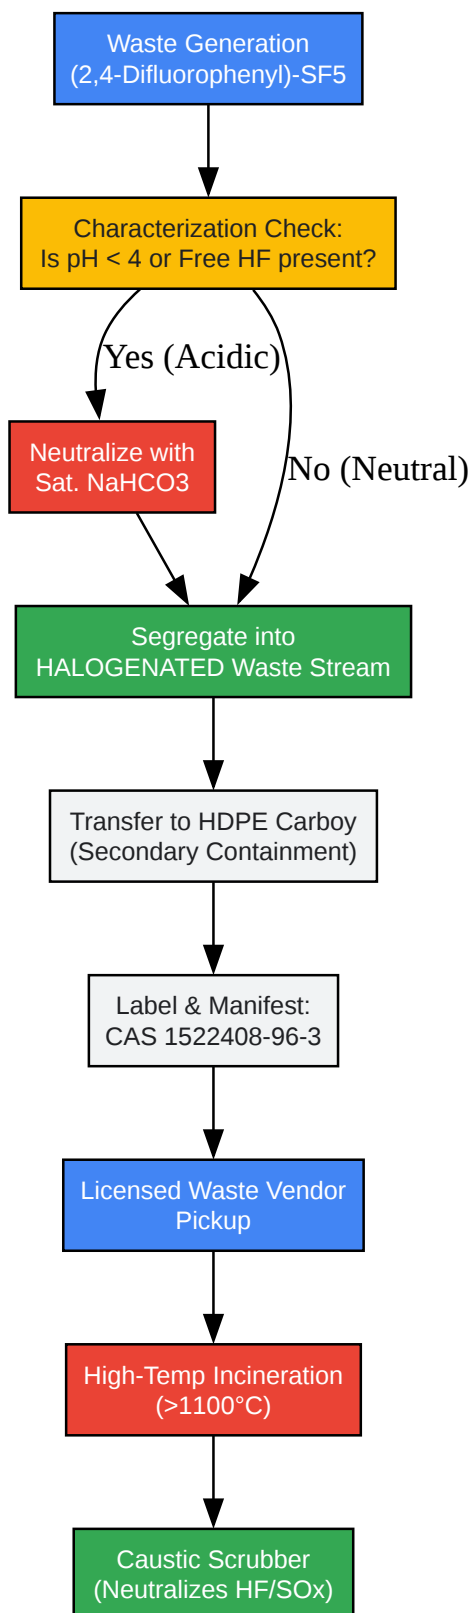 Waste Generation
(2,4-Difluorophenyl)-SF5
Characterization Check:
Is pH < 4 or Free HF present?
Yes (Acidic)
Neutralize with
Sat. NaHCO3
No (Neutral)
Segregate into
HALOGENATED Waste Stream
Transfer to HDPE Carboy
(Secondary Containment)
Label & Manifest:
CAS 1522408-96-3
Licensed Waste Vendor
Pickup
High-Temp Incineration
(>1100°C)
Caustic Scrubber
(Neutralizes HF/SOx)